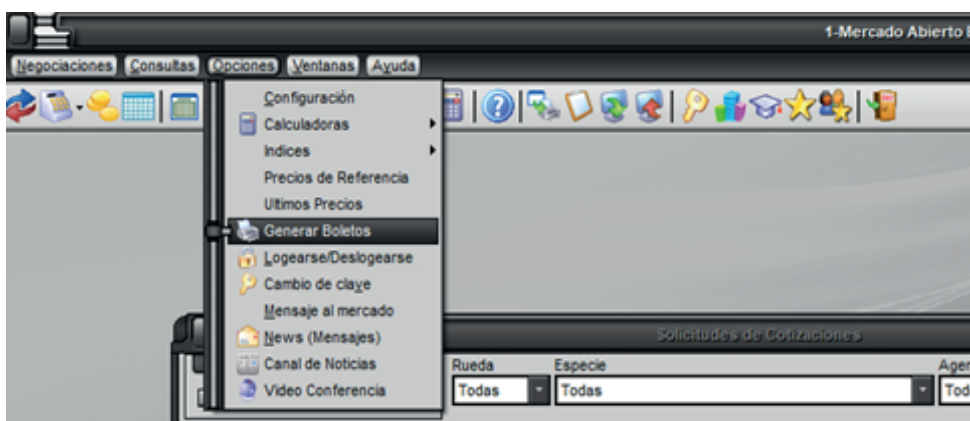 1-Mercado Abierto
Negociaciones Consultas Opciones Ventanas Ayuda
Configuración
Calculadoras
Indices
Precios de Referencia
Ultimos Precios
Generar Boletos
Logearse/Deslogearse
Cambio de clave
Mensaje al mercado
News (Mensajes)
Canal de Noticias
Video Conferencia
Solicitudes de Cotizaciones
Rueda Especie
Todas Todas